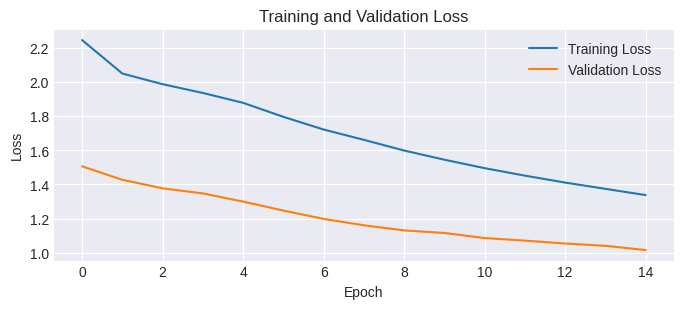 Training and Validation Loss
Training Loss
Validation Loss
Loss
2.2
2.0
1.8
1.6
1.4
1.2
1.0
0 2 4 6 8 10 12 14
Epoch